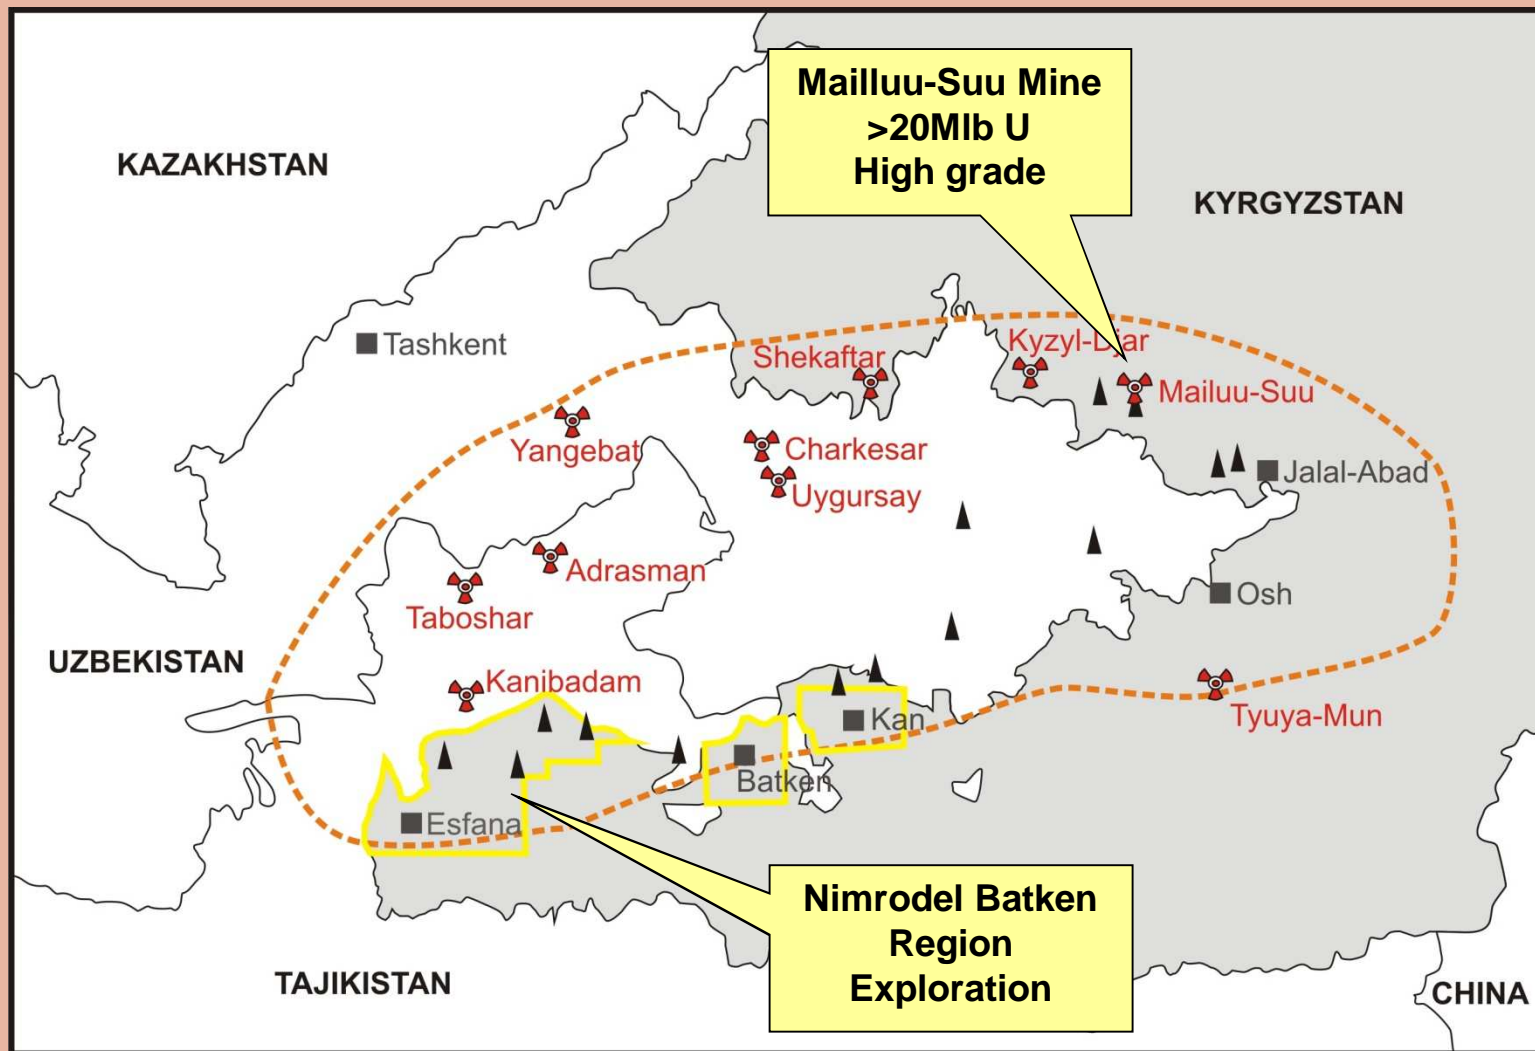 Mailluu-Suu Mine
>20Mlb U
High grade
KAZAKHSTAN
KYRGYZSTAN
Tashkent
Shekaftar
Kyzyl-Djar
Mailuu-Suu
Yangebat
Charkesar
Jalal-Abad
Uygursay
Adrasman
Taboshar
Osh
UZBEKISTAN
Kanibadam
Tyuya-Mun
Kan
Batken
Esfana
Nimrodel Batken
Region
Exploration
TAJIKISTAN
CHINA